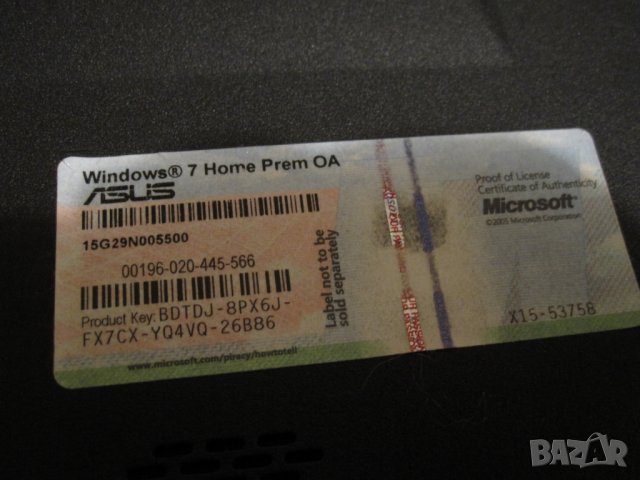 Windows® 7 Home Prem OA
ASUS
15G29N005500
00196-020-445-566
Product Key: BDTDJ-8PX6J-
FX7CX-YQ4VQ-26B86
www.microsoft.com/piracy/howtotell
Label not to be
sold separately
Proof of License
Certificate of Authenticity
Microsoft®
©2005 Microsoft Corporation
X15-53758
BAZAR